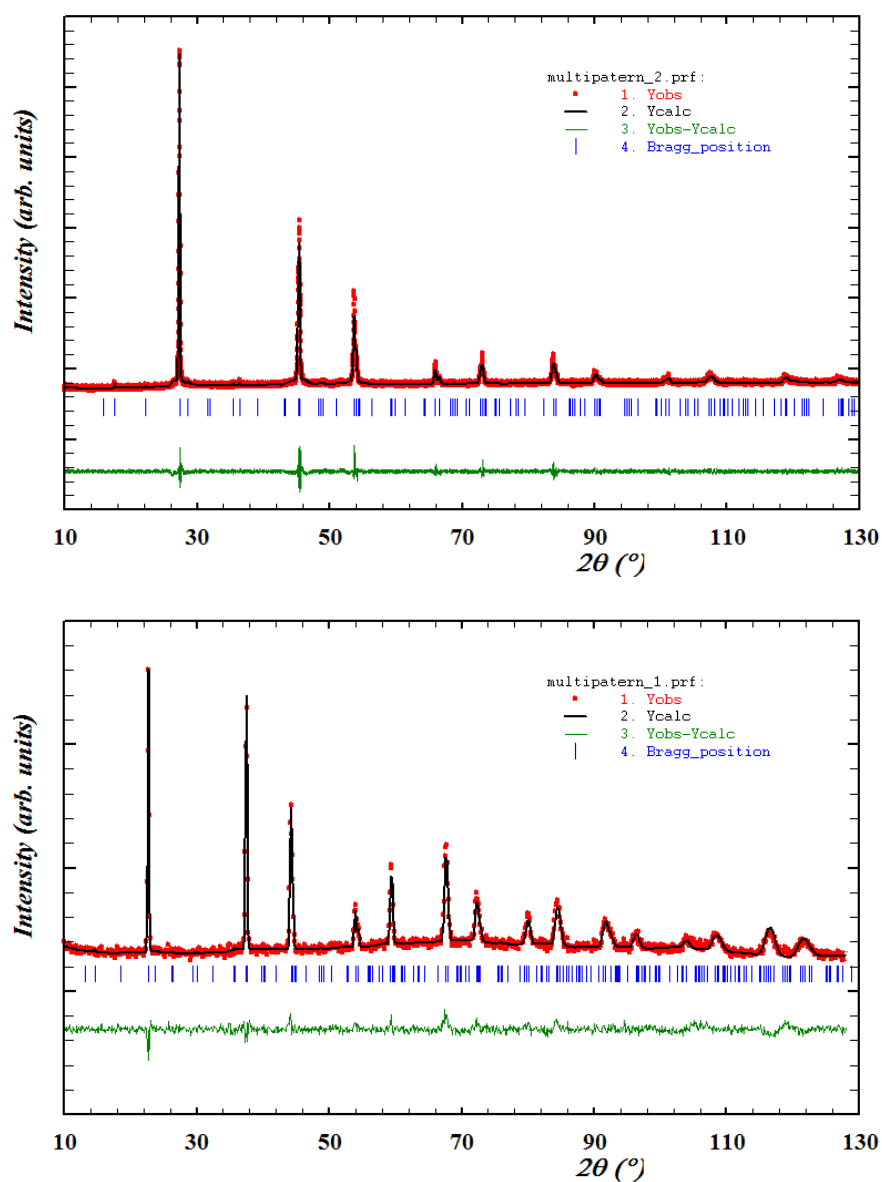 Intensity (arb. units)
multipatern_2.prf:
1. Yobs
2. Ycalc
3. Yobs-Ycalc
4. Bragg_position
10 30 50 70 90 110 130
2θ (°)
Intensity (arb. units)
multipatern_1.prf:
1. Yobs
2. Ycalc
3. Yobs-Ycalc
4. Bragg_position
10 30 50 70 90 110 130
2θ (°)